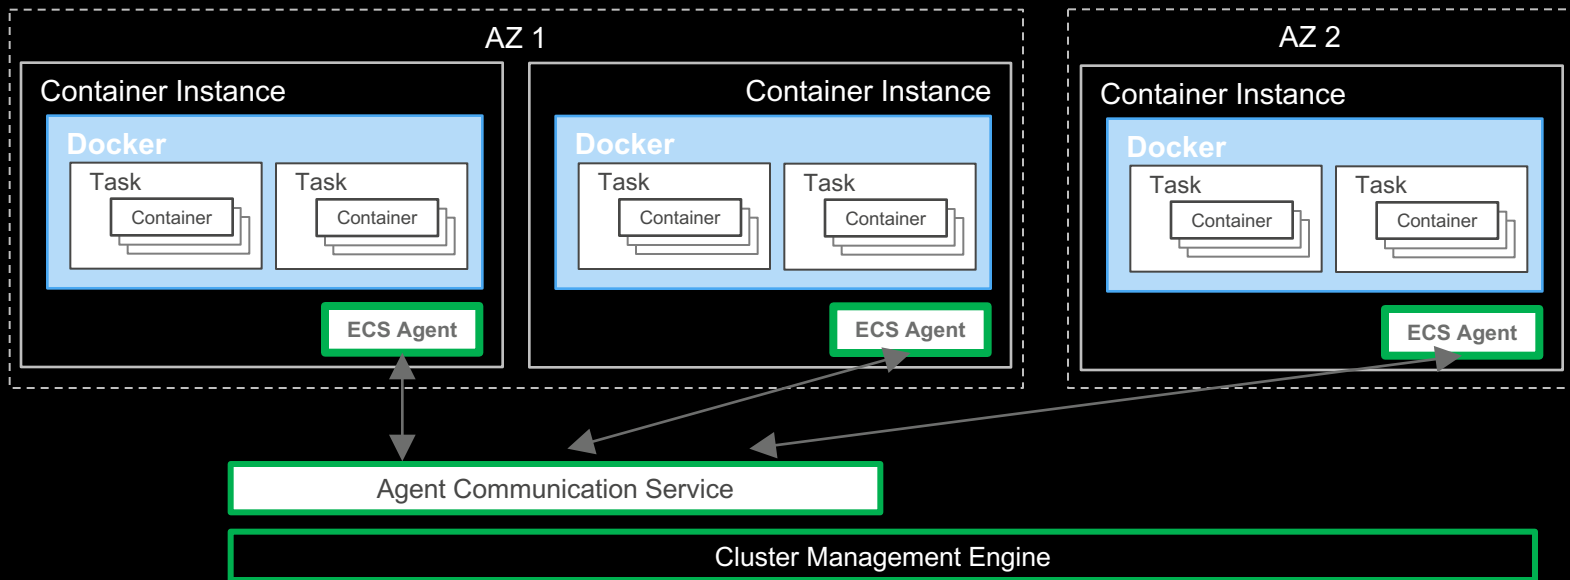 AZ 1
Container Instance
Docker
Task
Container
Task
Container
ECS Agent
Container Instance
Docker
Task
Container
Task
Container
ECS Agent
AZ 2
Container Instance
Docker
Task
Container
Task
Container
ECS Agent
Agent Communication Service
Cluster Management Engine